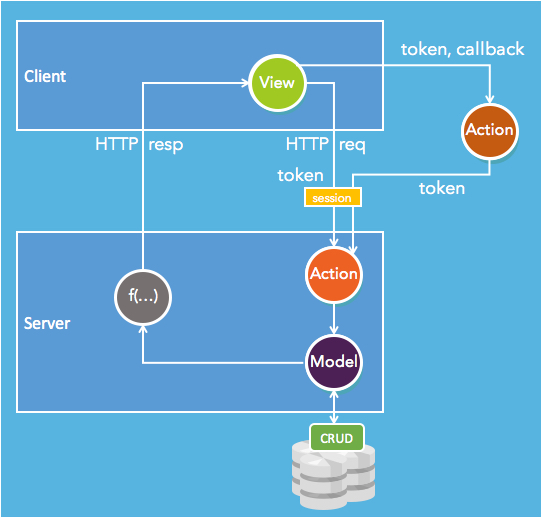 token, callback
Client
View
Action
HTTP resp
HTTP req
token
token
session
Action
f(...)
Server
Model
CRUD